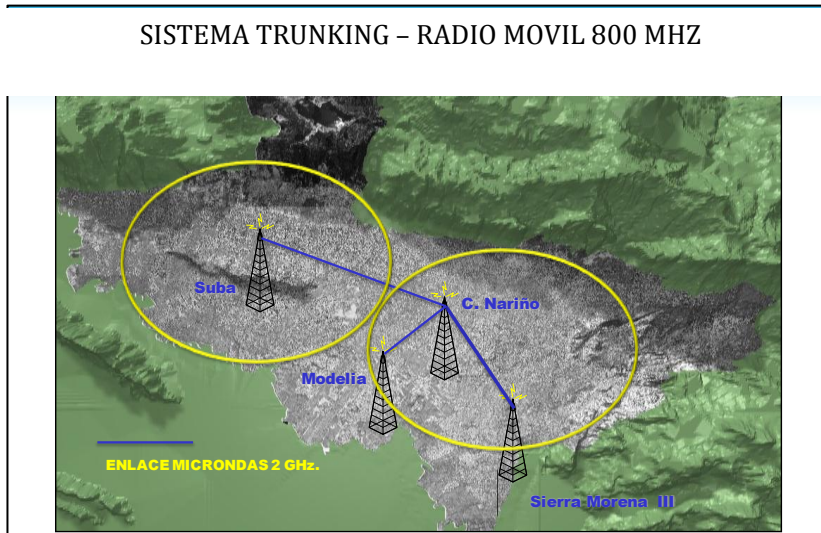 SISTEMA TRUNKING – RADIO MOVIL 800 MHZ
Suba
C. Nariño
Modelia
ENLACE MICRONDAS 2 GHz.
Sierra Morena III